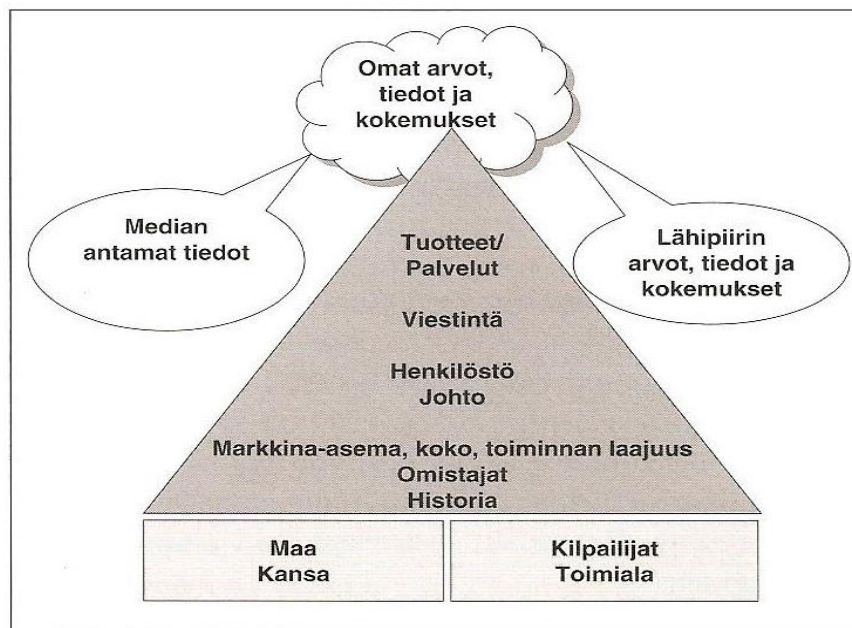 Omat arvot,
tiedot ja
kokemukset
Median
antamat tiedot
Lähipiirin
arvot, tiedot ja
kokemukset
Tuotteet/
Palvelut
Viestintä
Henkilöstö
Johto
Markkina-asema, koko, toiminnan laajuus
Omistajat
Historia
Maa
Kansa
Kilpailijat
Toimiala